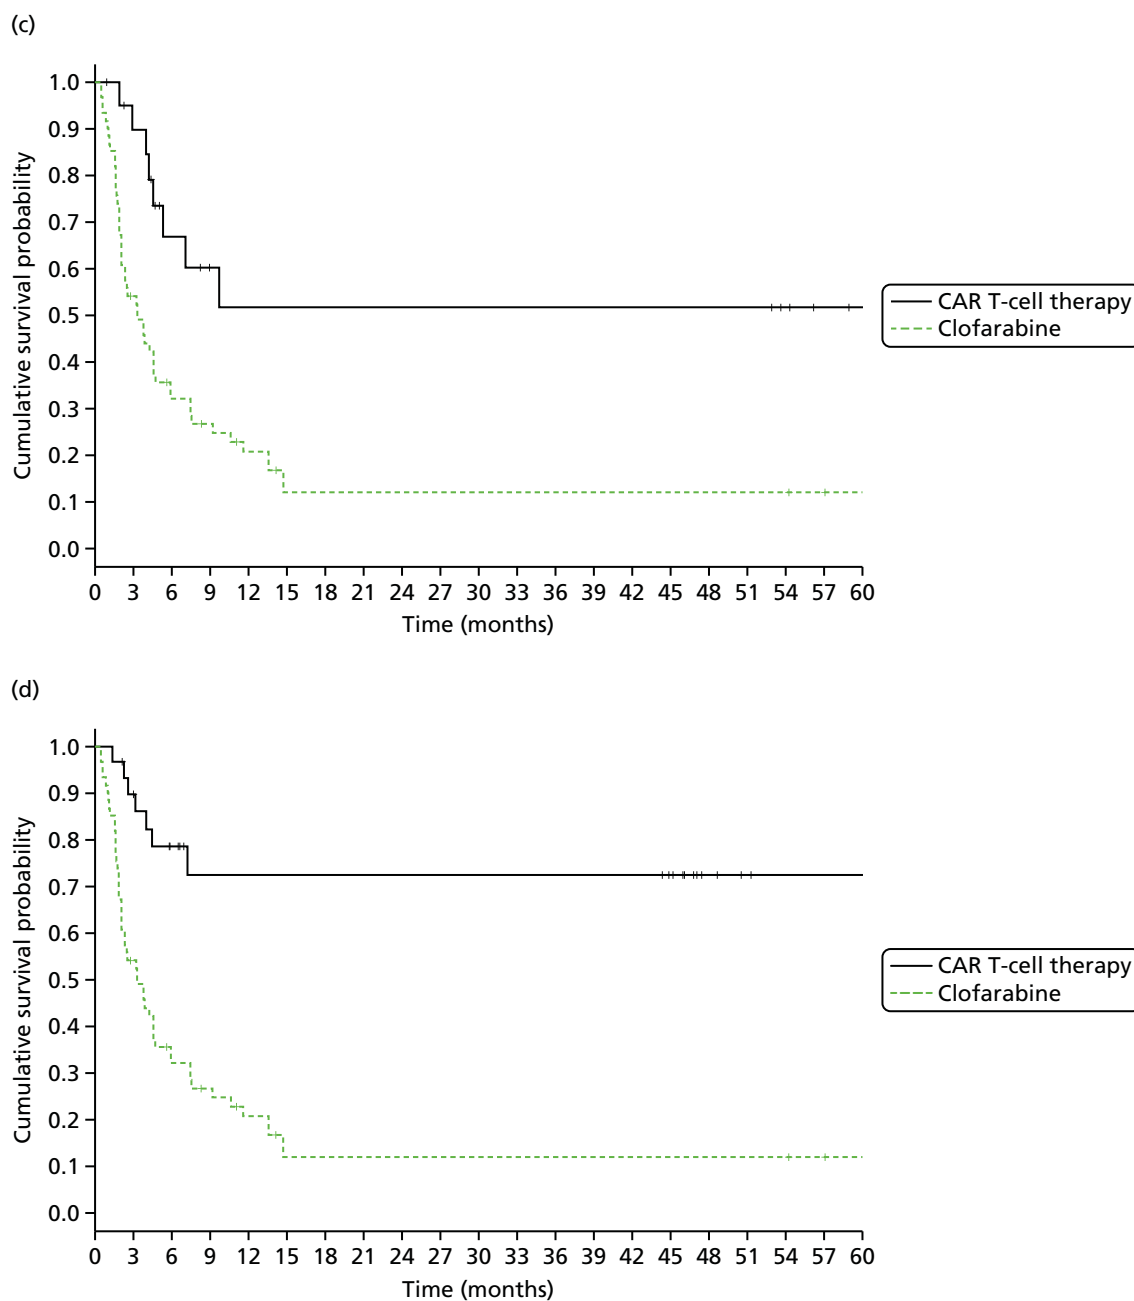 (c)
Cumulative survival probability
1.0
0.9
0.8
0.7
0.6
0.5
0.4
0.3
0.2
0.1
0.0
0 3 6 9 12 15 18 21 24 27 30 33 36 39 42 45 48 51 54 57 60
Time (months)
CAR T-cell therapy
Clofarabine
(d)
Cumulative survival probability
1.0
0.9
0.8
0.7
0.6
0.5
0.4
0.3
0.2
0.1
0.0
0 3 6 9 12 15 18 21 24 27 30 33 36 39 42 45 48 51 54 57 60
Time (months)
CAR T-cell therapy
Clofarabine